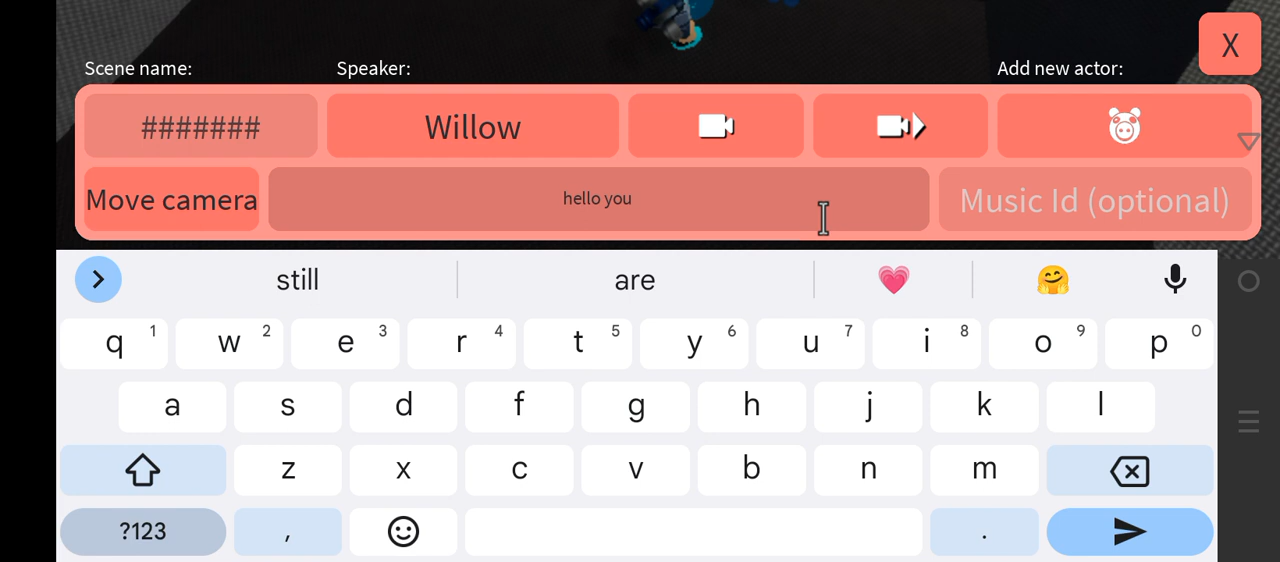 X
Scene name:
Speaker:
Add new actor:
#######
Willow
Move camera
hello you
Music Id (optional)
still
are
q 1 w 2 e 3 r 4 t 5 y 6 u 7 i 8 o 9 p 0
a s d f g h j k l
z x c v b n m
?123 , .